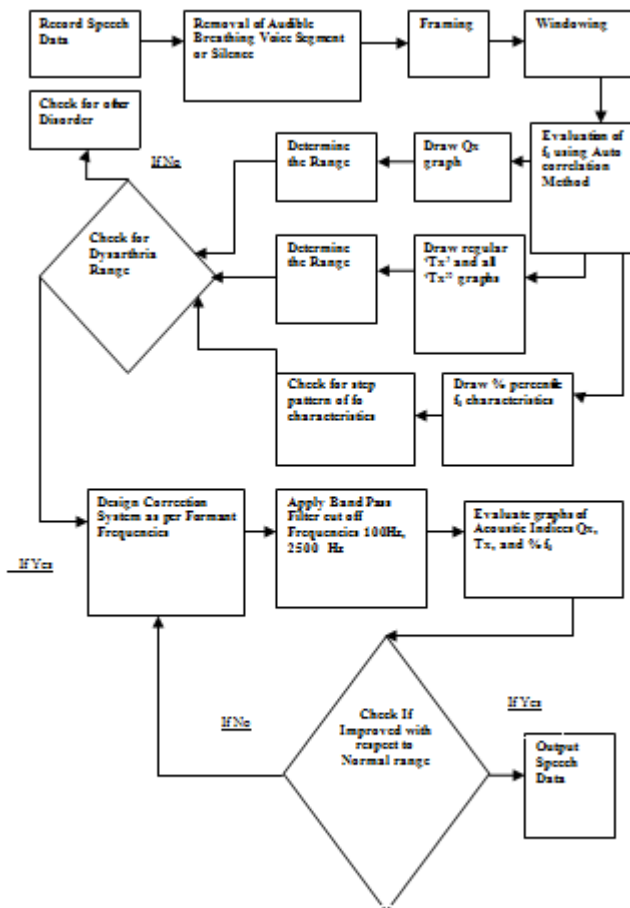 Record Speech
Data
Removal of Audible
Breathing Voice Segment
or Silence
Framing
Windowing
Check for other
Disorder
If No
Determine
the Range
Draw Qx
graph
Evaluation of
f₀ using Auto
correlation
Method
Check for
Dysarthria
Range
Determine
the Range
Draw regular
‘Tx’ and all
‘Tx” graphs
Check for step
pattern of fo
characteristics
Draw % percentile
f₀ characteristics
Design Correction
System as per Formant
Frequencies
Apply Band Pass
Filter cut off
Frequencies 100Hz,
2500 Hz
Evaluate graphs of
Acoustic Indices Qx,
Tx, and % f₀
If Yes
If No
Check If
Improved with
respect to
Normal range
If Yes
Output
Speech
Data